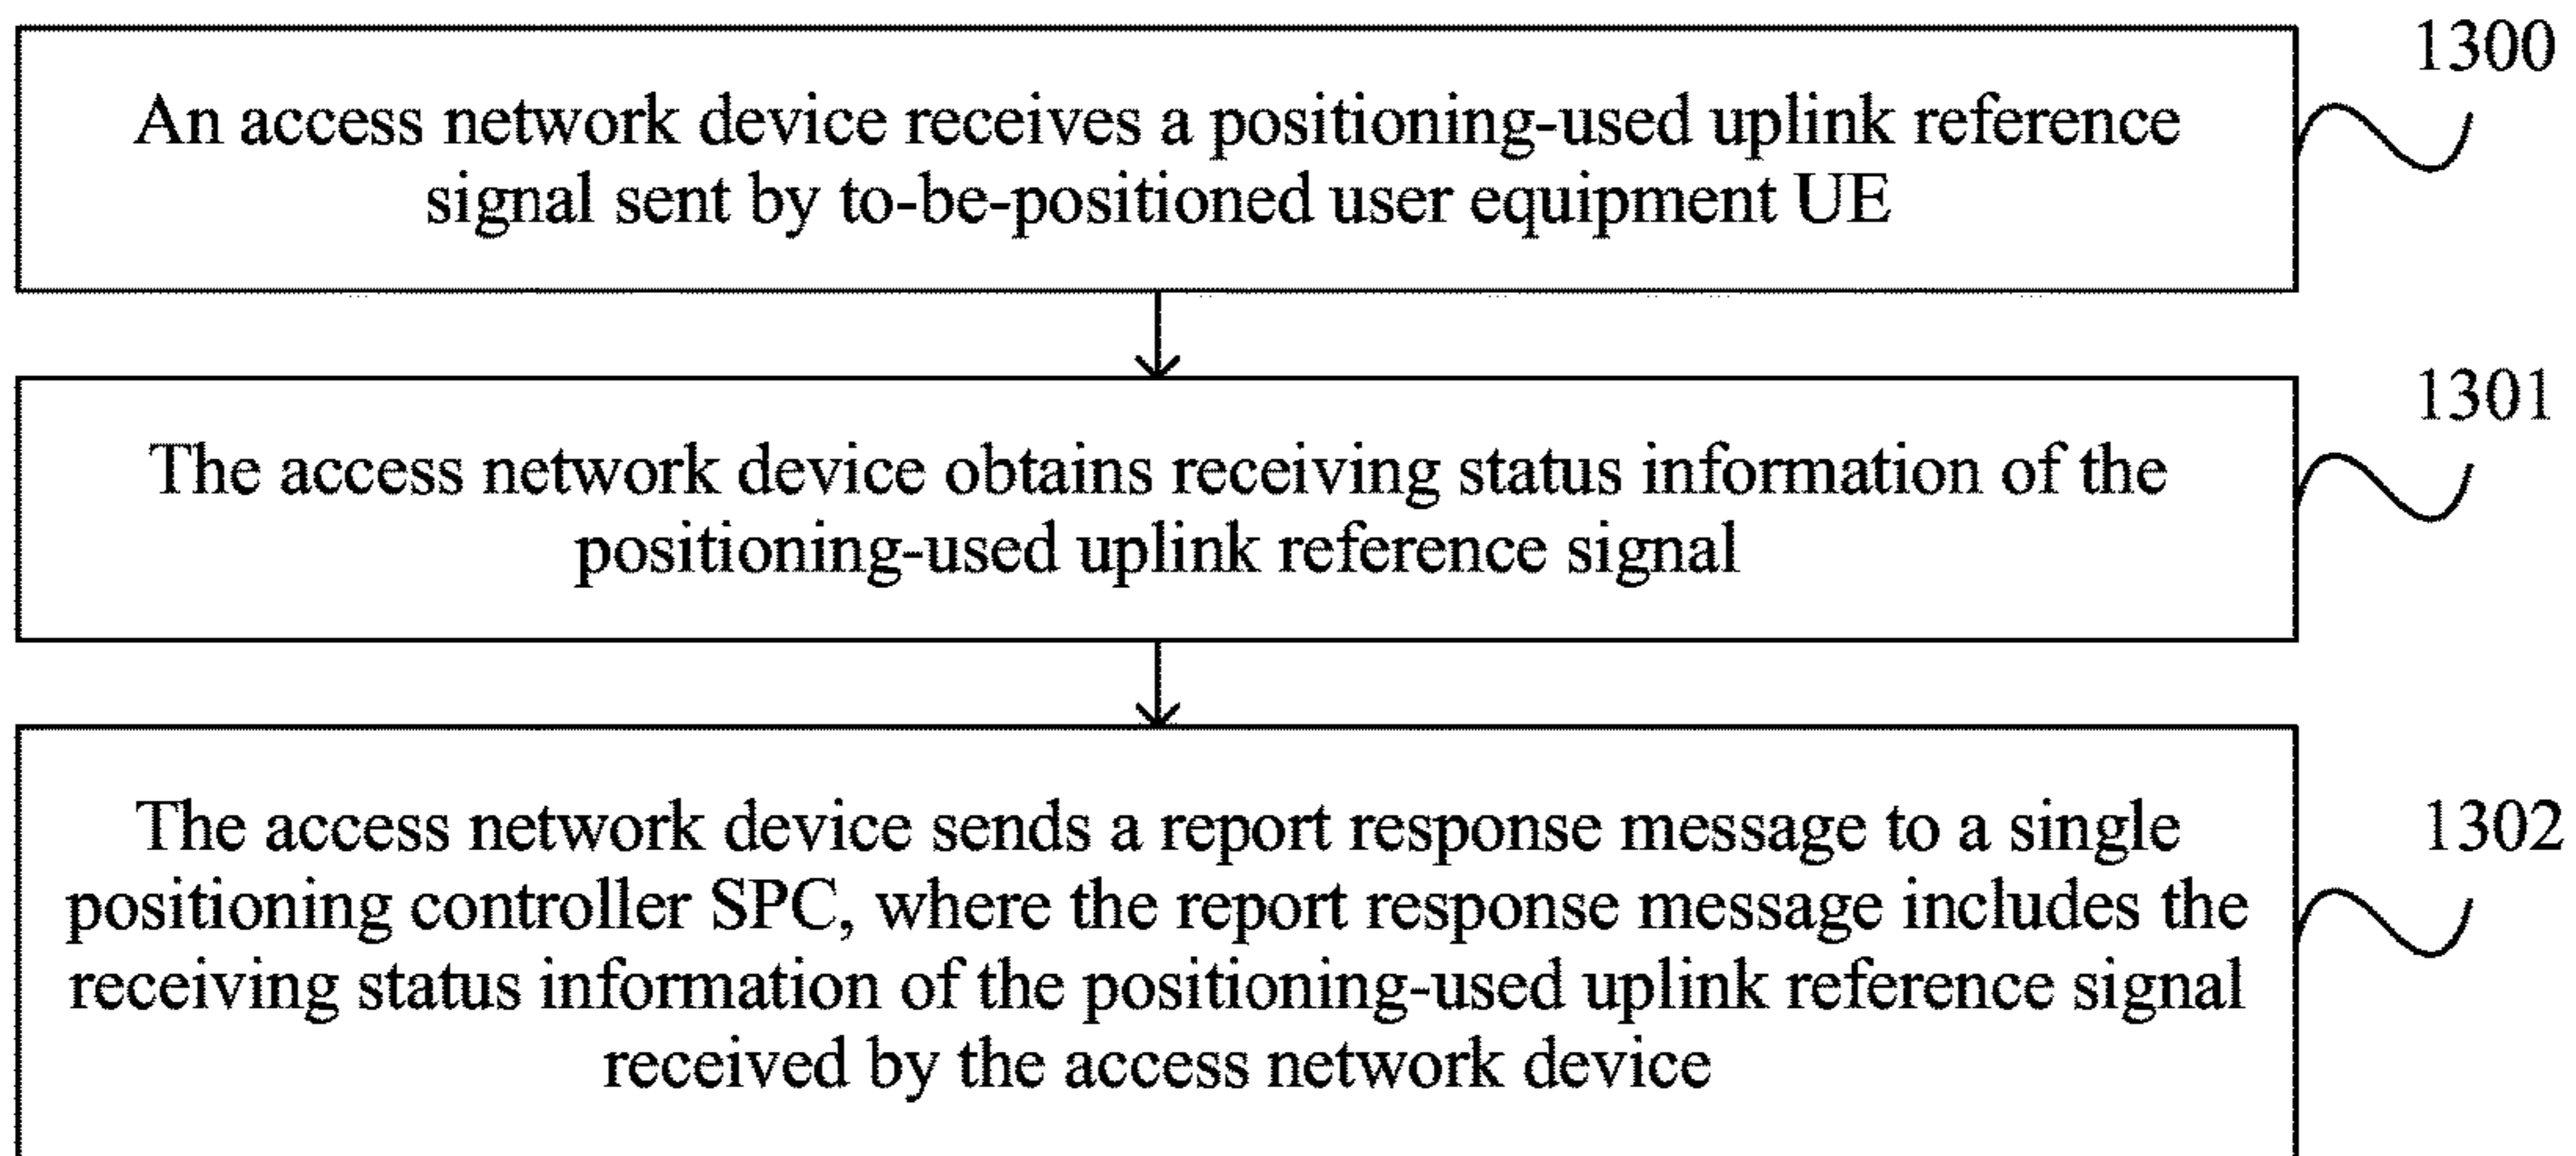 1300
An access network device receives a positioning-used uplink reference
signal sent by to-be-positioned user equipment UE
1301
The access network device obtains receiving status information of the
positioning-used uplink reference signal
1302
The access network device sends a report response message to a single
positioning controller SPC, where the report response message includes the
receiving status information of the positioning-used uplink reference signal
received by the access network device